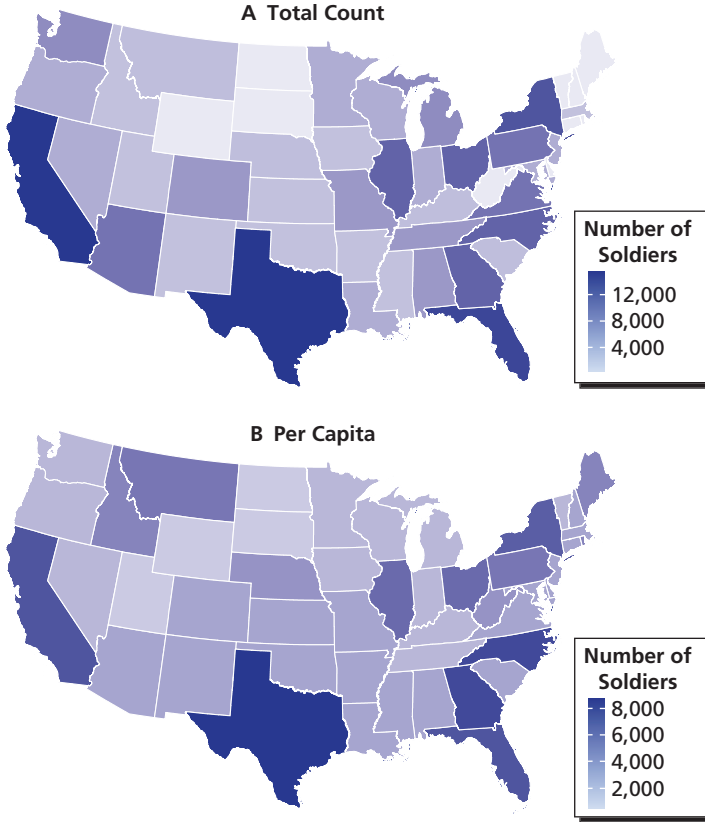 A Total Count
Number of
Soldiers
12,000
8,000
4,000
B Per Capita
Number of
Soldiers
8,000
6,000
4,000
2,000